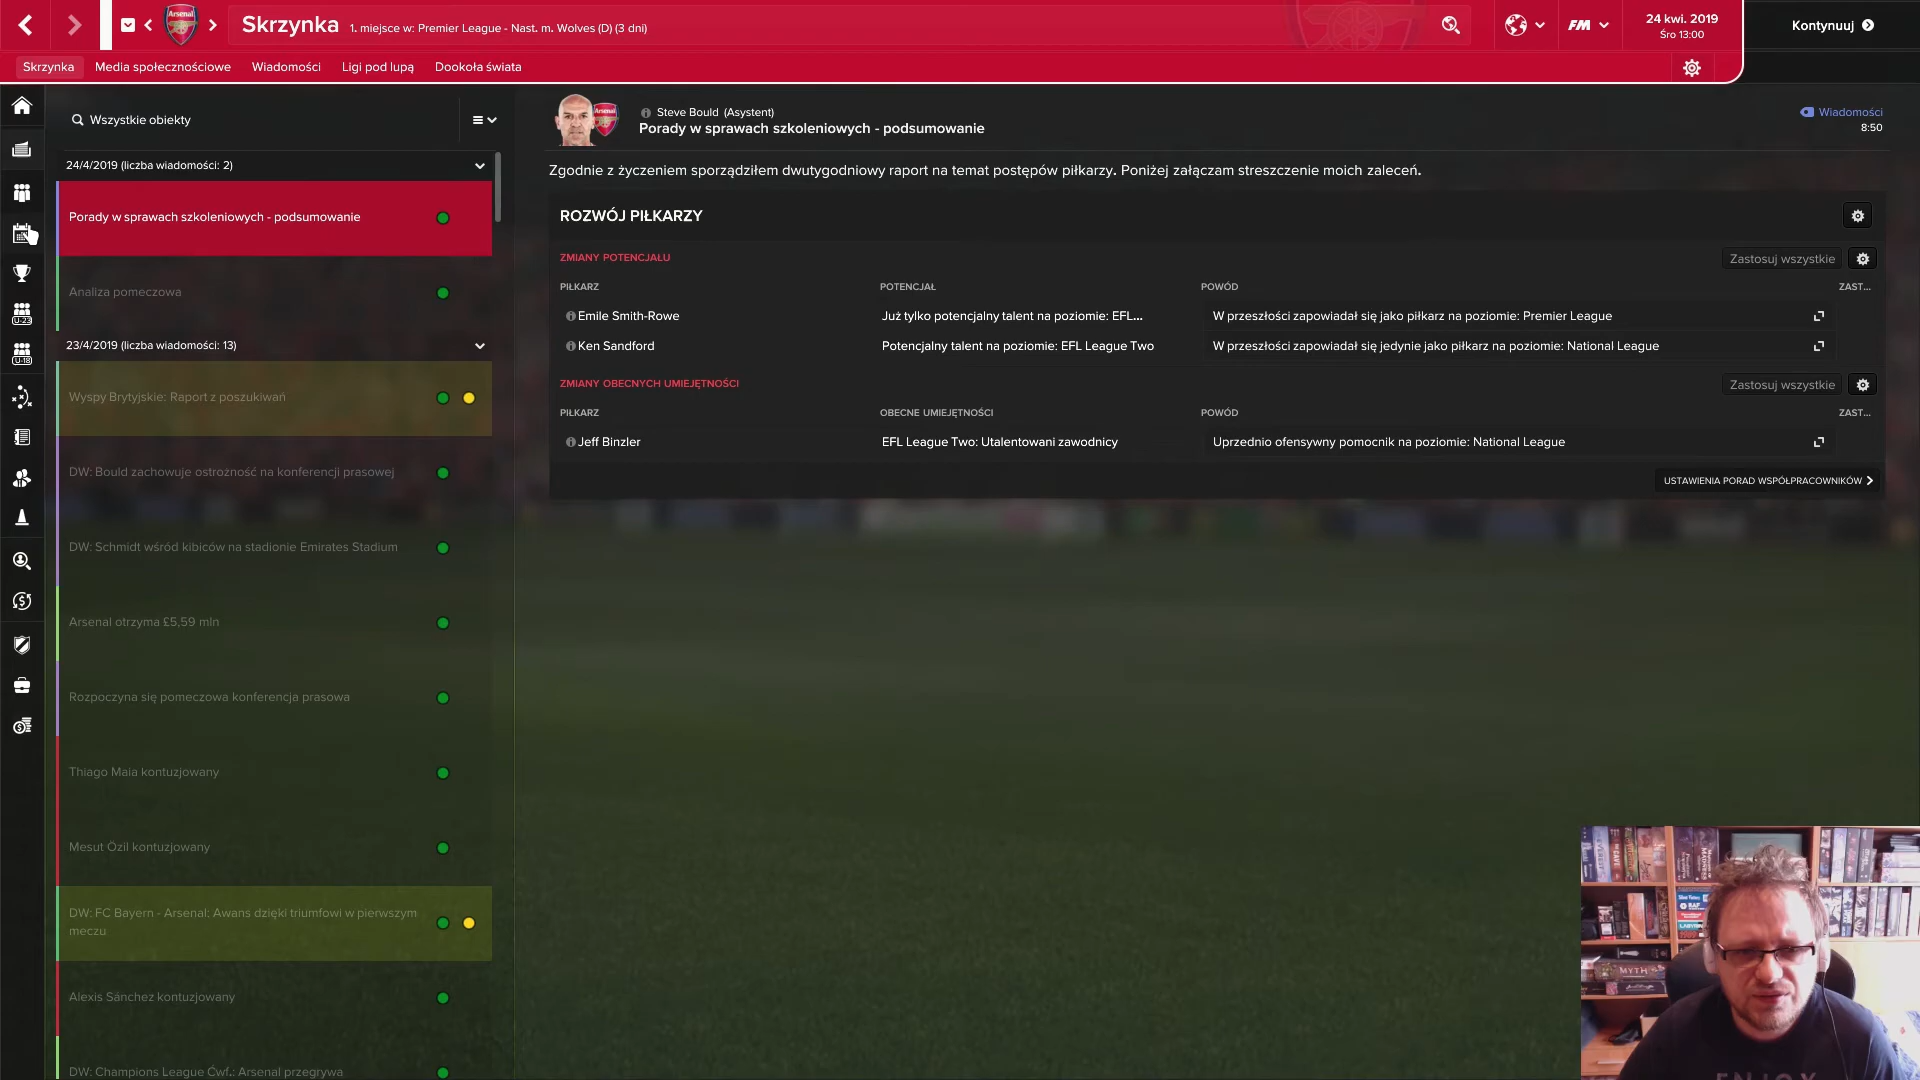 Skrzynka
1. miejsce w: Premier League - Nast. m. Wolves (D) (3 dni)
FM
24 kwi. 2019
Śro 13:00
Kontynuuj
Skrzynka
Media społecznościowe
Wiadomości
Ligi pod lupą
Dookoła świata
Wszystkie obiekty
24/4/2019 (liczba wiadomości: 2)
Porady w sprawach szkoleniowych - podsumowanie
Analiza pomeczowa
23/4/2019 (liczba wiadomości: 13)
Wyspy Brytyjskie: Raport z poszukiwań
DW: Bould zachowuje ostrożność na konferencji prasowej
DW: Schmidt wśród kibiców na stadionie Emirates Stadium
Arsenal otrzyma £5,59 mln
Rozpoczyna się pomeczowa konferencja prasowa
Thiago Maia kontuzjowany
Mesut Özil kontuzjowany
DW: FC Bayern - Arsenal: Awans dzięki triumfowi w pierwszym
meczu
Alexis Sánchez kontuzjowany
DW: Champions League Ćwf.: Arsenal przegrywa
U-23
U-18
Arsenal
Arsenal
Steve Bould (Asystent)
Porady w sprawach szkoleniowych - podsumowanie
Wiadomości
8:50
Zgodnie z życzeniem sporządziłem dwutygodniowy raport na temat postępów piłkarzy. Poniżej załączam streszczenie moich zaleceń.
ROZWÓJ PIŁKARZY
ZMIANY POTENCJAŁU
Zastosuj wszystkie
PIŁKARZ POTENCJAŁ POWÓD ZAST...
Emile Smith-Rowe Już tylko potencjalny talent na poziomie: EFL... W przeszłości zapowiadał się jako piłkarz na poziomie: Premier League
Ken Sandford Potencjalny talent na poziomie: EFL League Two W przeszłości zapowiadał się jedynie jako piłkarz na poziomie: National League
ZMIANY OBECNYCH UMIEJĘTNOŚCI
Zastosuj wszystkie
PIŁKARZ OBECNE UMIEJĘTNOŚCI POWÓD ZAST...
Jeff Binzler EFL League Two: Utalentowani zawodnicy Uprzednio ofensywny pomocnik na poziomie: National League
USTAWIENIA PORAD WSPÓŁPRACOWNIKÓW
MYTH
ENJOY